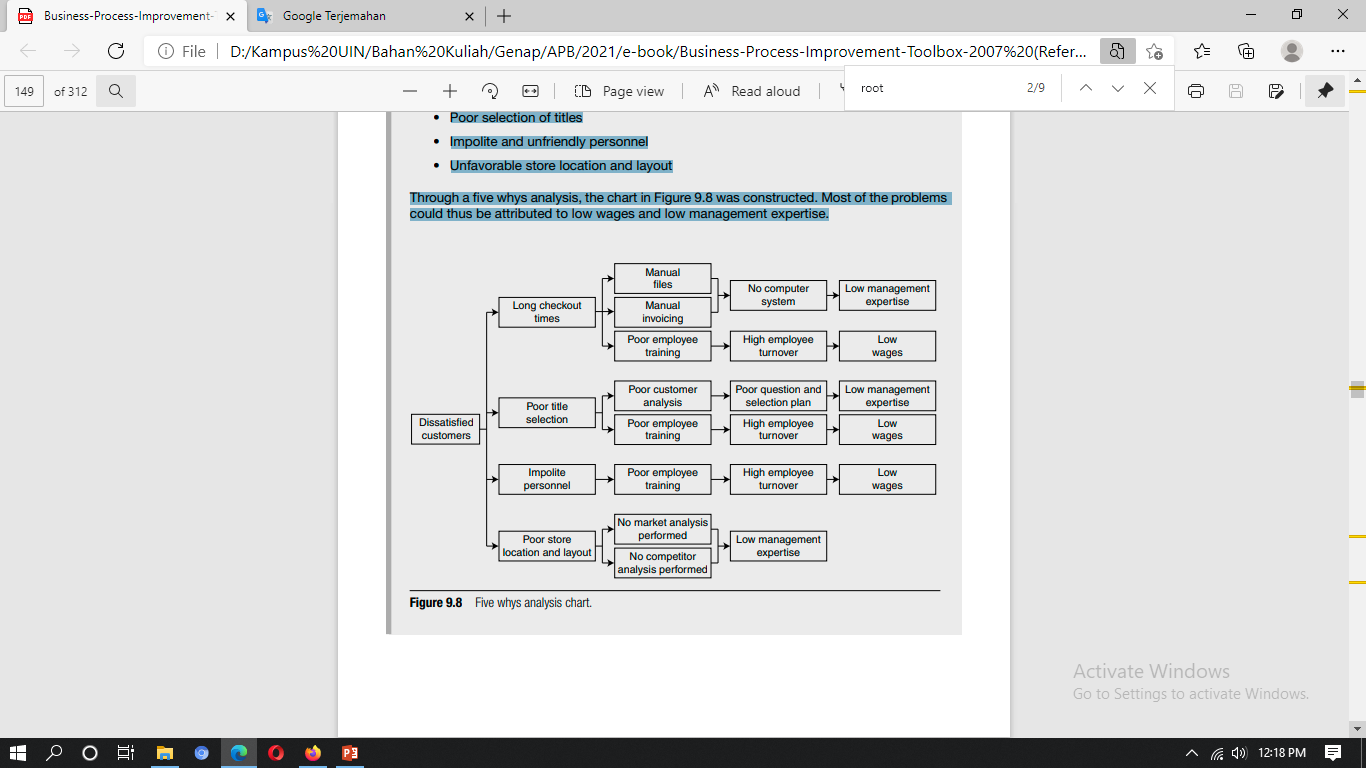 Business-Process-Improvement-
Google Terjemahan
File
D:/Kampus%20UIN/Bahan%20Kuliah/Genap/APB/2021/e-book/Business-Process-Improvement-Toolbox-2007%20(Refer...
149
of 312
Page view
Read aloud
root
2/9
• Poor selection of titles
• Impolite and unfriendly personnel
• Unfavorable store location and layout
Through a five whys analysis, the chart in Figure 9.8 was constructed. Most of the problems
could thus be attributed to low wages and low management expertise.
Dissatisfied
customers
Long checkout
times
Manual
files
Manual
invoicing
No computer
system
Low management
expertise
Poor employee
training
High employee
turnover
Low
wages
Poor title
selection
Poor customer
analysis
Poor question and
selection plan
Low management
expertise
Poor employee
training
High employee
turnover
Low
wages
Impolite
personnel
Poor employee
training
High employee
turnover
Low
wages
Poor store
location and layout
No market analysis
performed
No competitor
analysis performed
Low management
expertise
Figure 9.8 Five whys analysis chart.
Activate Windows
Go to Settings to activate Windows.
12:18 PM